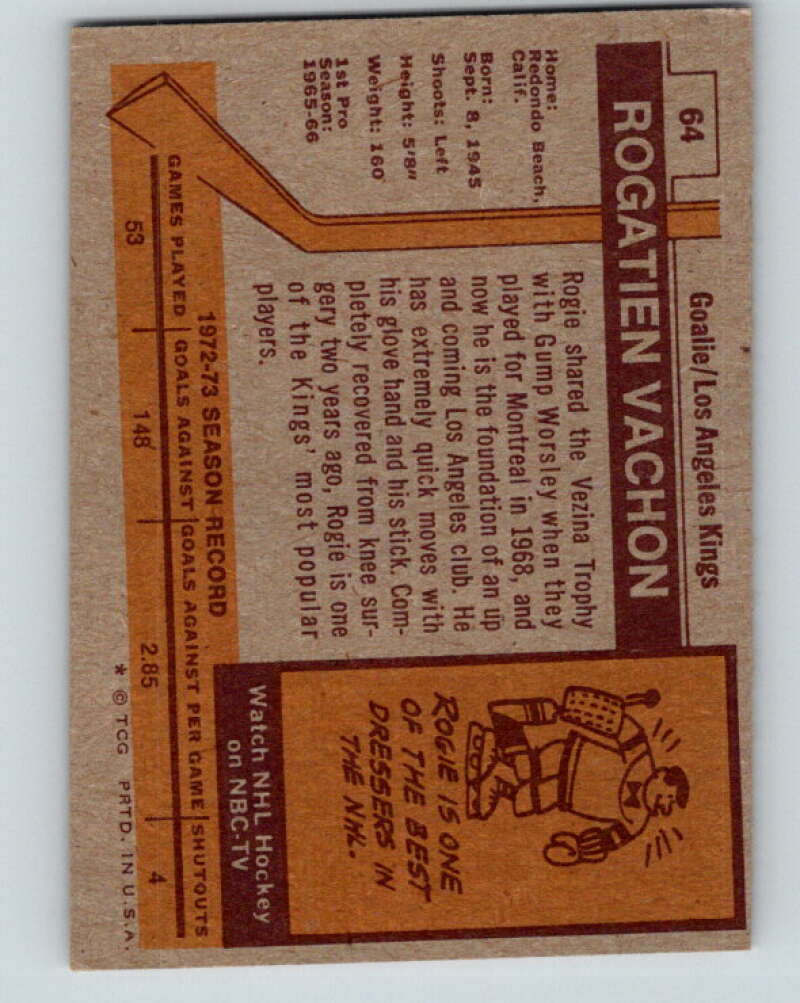 64
Goalie/Los Angeles Kings
ROGATIEN VACHON
Home:
Redondo Beach,
Calif.
Born:
Sept. 8, 1945
Shoots: Left
Height: 5'8"
Weight: 160
1st Pro
Season:
1965-66
Rogie shared the Vezina Trophy
with Gump Worsley when they
played for Montreal in 1968, and
now he is the foundation of an up
and coming Los Angeles club. He
has extremely quick moves with
his glove hand and his stick. Com-
pletely recovered from knee sur-
gery two years ago, Rogie is one
of the Kings' most popular
players.
ROGIE IS ONE
OF THE BEST
DRESSERS IN
THE NHL.
Watch NHL Hockey
on NBC-TV
1972-73 SEASON RECORD
GAMES PLAYED GOALS AGAINST GOALS AGAINST PER GAME SHUTOUTS
53 148 2.85 4
* © TCG PRTD. IN U.S.A.